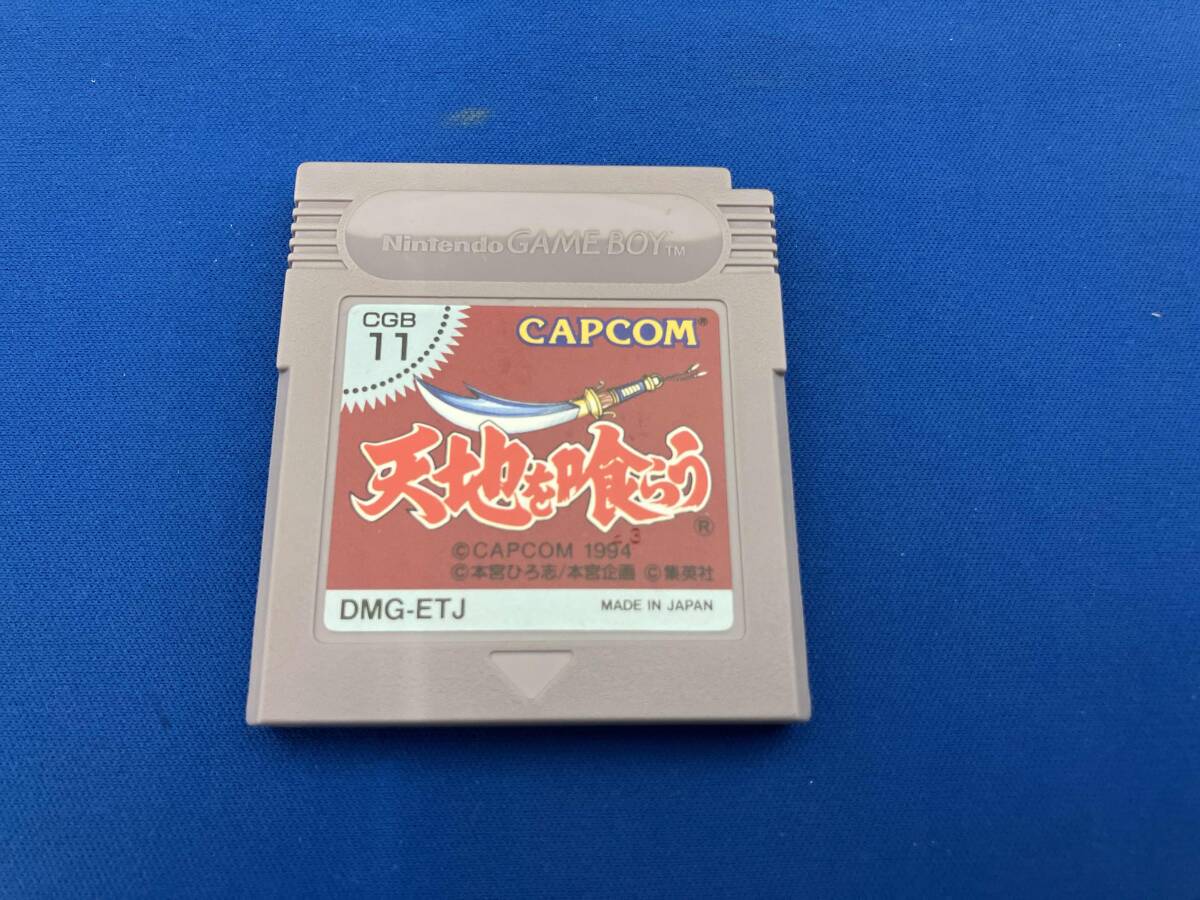 Nintendo GAME BOY™
CGB
11
CAPCOM®
天地を喰らう®
3
©CAPCOM 1994
©本宮ひろ志/本宮企画 ©集英社
DMG-ETJ
MADE IN JAPAN